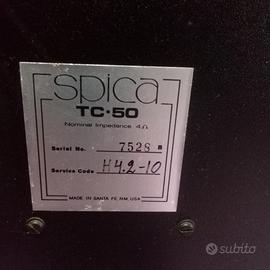 spica
TC·50
Nominal Impedance 4Ω
Serial No. 7528 B
Service Code H4.2-10
MADE IN SANTA FE, NM, USA
subito